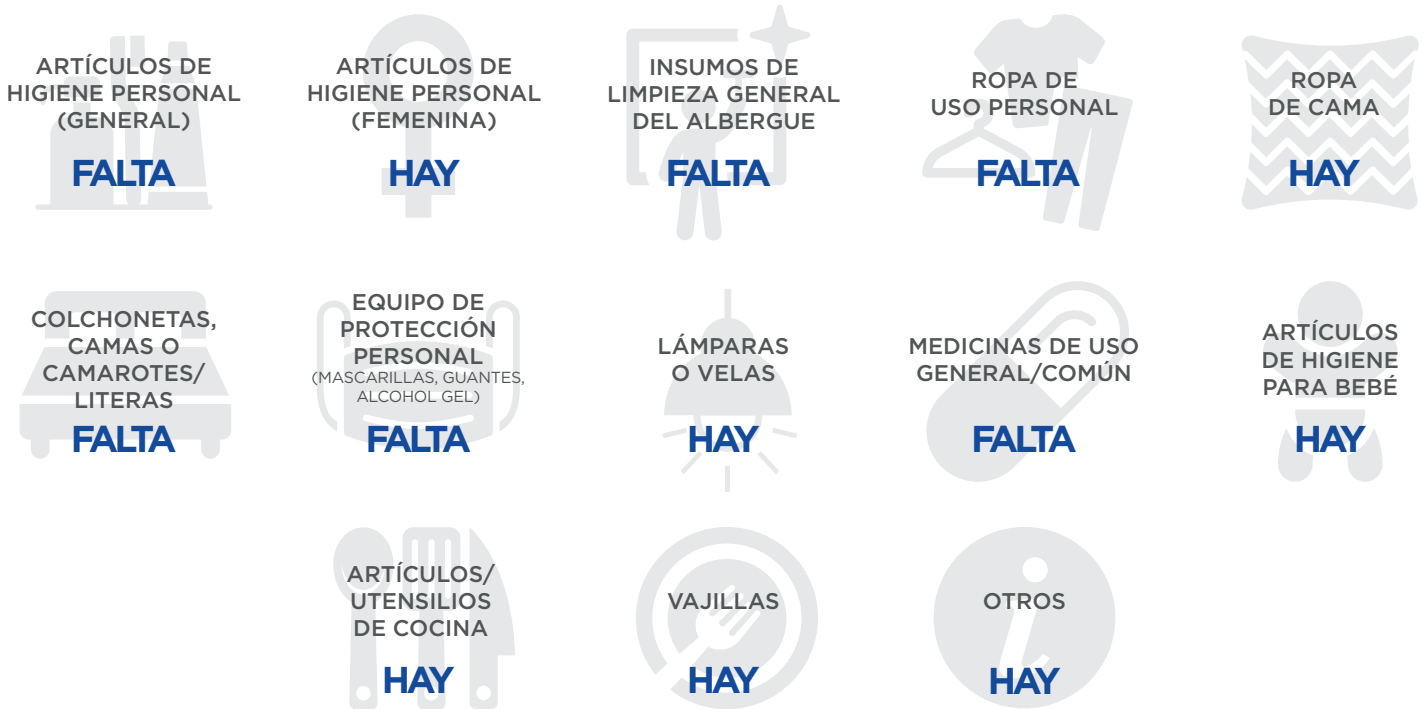 ARTÍCULOS DE
HIGIENE PERSONAL
(GENERAL)
FALTA
ARTÍCULOS DE
HIGIENE PERSONAL
(FEMENINA)
HAY
INSUMOS DE
LIMPIEZA GENERAL
DEL ALBERGUE
FALTA
ROPA DE
USO PERSONAL
FALTA
ROPA
DE CAMA
HAY
COLCHONETAS,
CAMAS O
CAMAROTES/
LITERAS
FALTA
EQUIPO DE
PROTECCIÓN
PERSONAL
(MASCARILLAS, GUANTES,
ALCOHOL GEL)
FALTA
LÁMPARAS
O VELAS
HAY
MEDICINAS DE USO
GENERAL/COMÚN
FALTA
ARTÍCULOS
DE HIGIENE
PARA BEBÉ
HAY
ARTÍCULOS/
UTENSILIOS
DE COCINA
HAY
VAJILLAS
HAY
OTROS
HAY